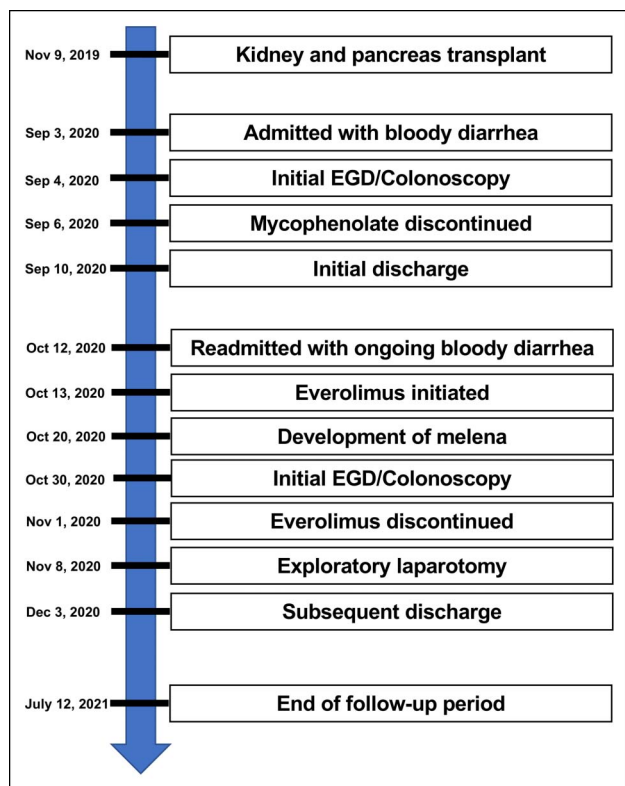 Nov 9, 2019 Kidney and pancreas transplant
Sep 3, 2020 Admitted with bloody diarrhea
Sep 4, 2020 Initial EGD/Colonoscopy
Sep 6, 2020 Mycophenolate discontinued
Sep 10, 2020 Initial discharge
Oct 12, 2020 Readmitted with ongoing bloody diarrhea
Oct 13, 2020 Everolimus initiated
Oct 20, 2020 Development of melena
Oct 30, 2020 Initial EGD/Colonoscopy
Nov 1, 2020 Everolimus discontinued
Nov 8, 2020 Exploratory laparotomy
Dec 3, 2020 Subsequent discharge
July 12, 2021 End of follow-up period